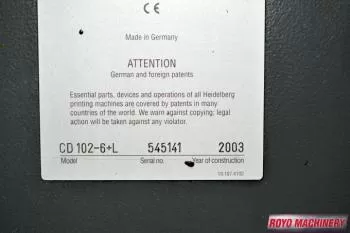 CE
Made in Germany
ATTENTION
German and foreign patents
Essential parts, devices and operations of all Heidelberg
printing machines are covered by patents in many
countries of the world. We warn against copying; legal
action will be taken against any violator.
CD 102-6+L 545141 2003
Model Serial no. Year of construction
ROYO MACHINERY